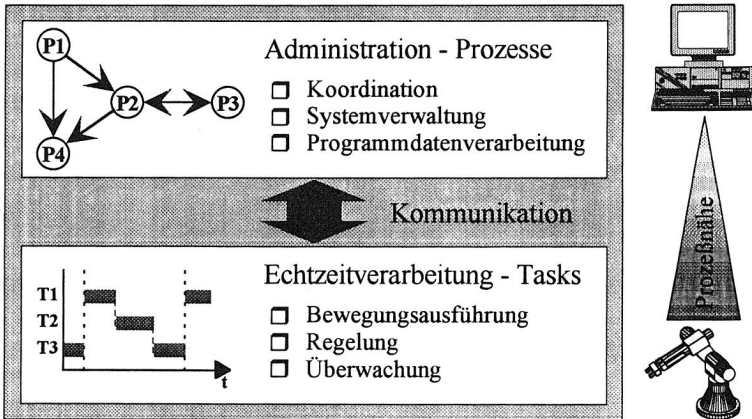 P1
P2
P3
P4
Administration - Prozesse
Koordination
Systemverwaltung
Programmdatenverarbeitung
Kommunikation
Prozeßnähe
Echtzeitverarbeitung - Tasks
T1
T2
T3
t
Bewegungsausführung
Regelung
Überwachung